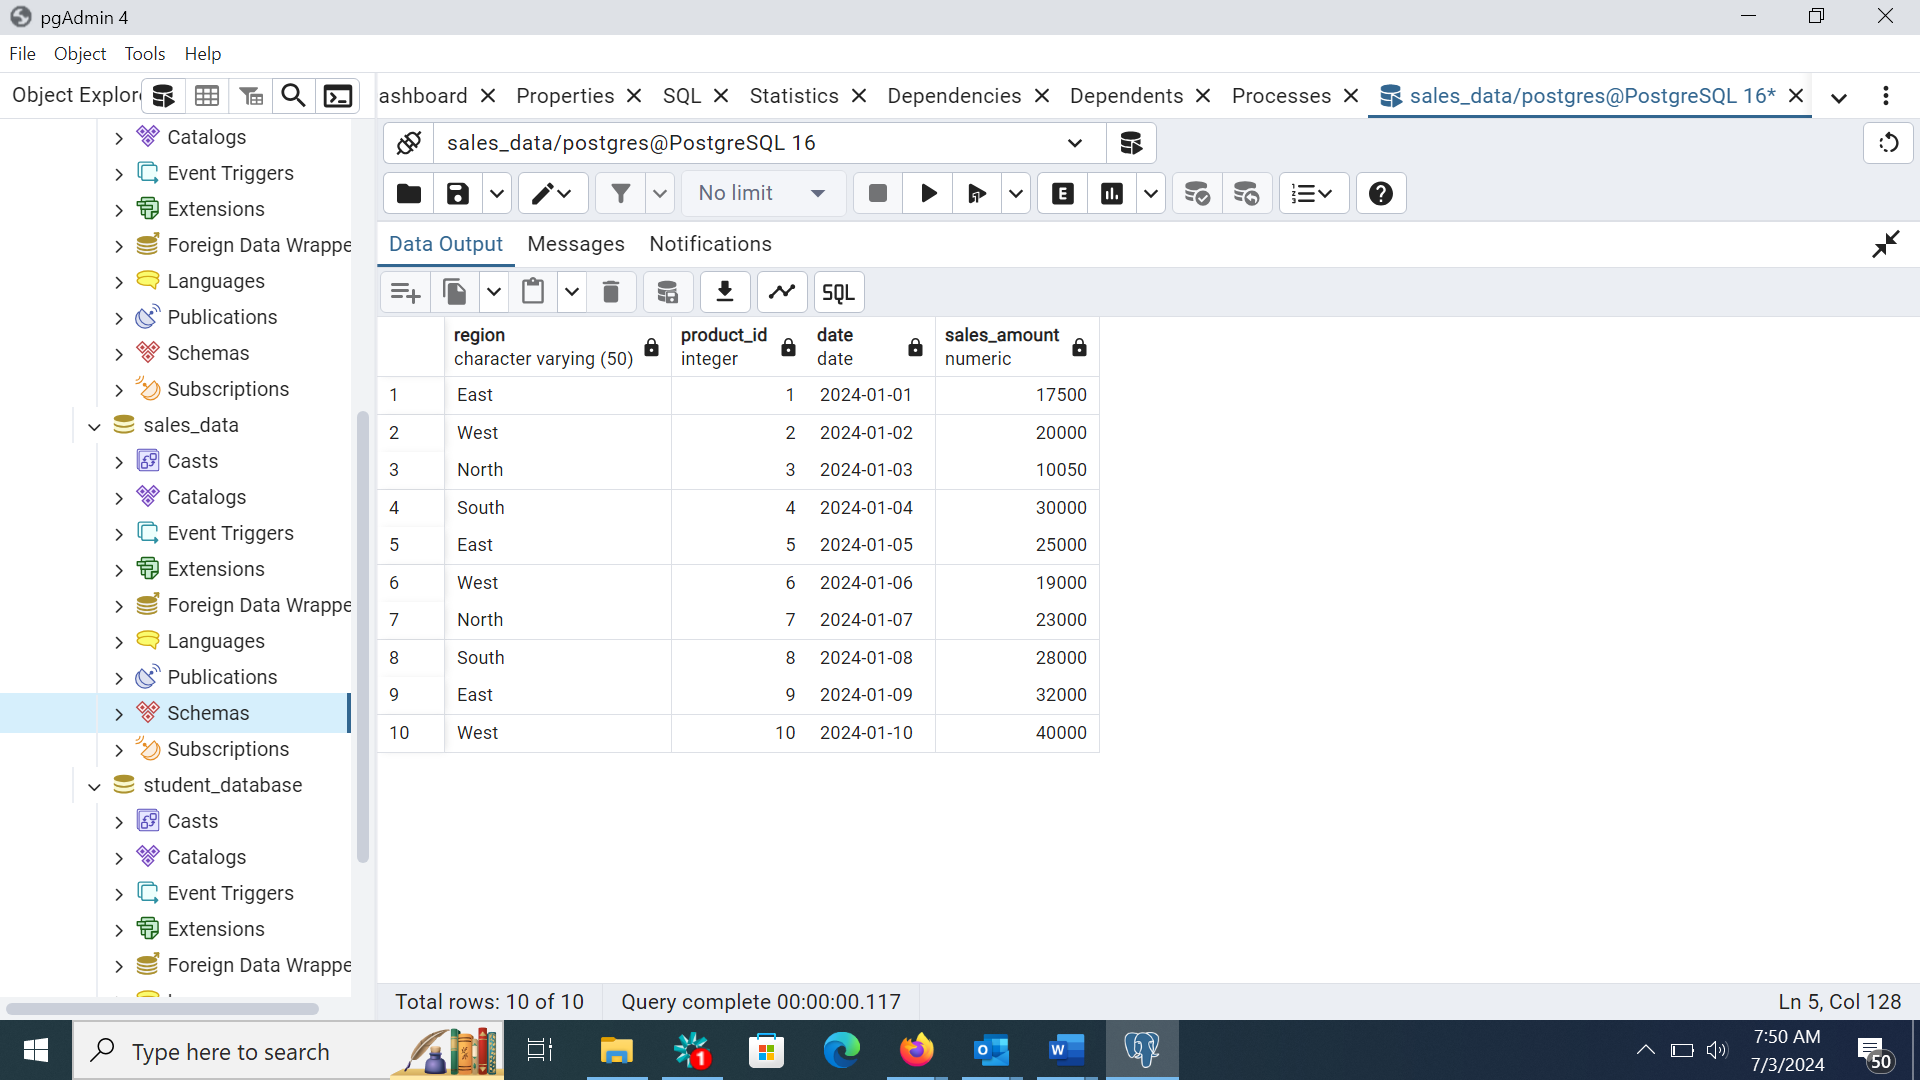 pgAdmin 4
File Object Tools Help
Object Explor
ashboard Properties SQL Statistics Dependencies Dependents Processes sales_data/postgres@PostgreSQL 16*
sales_data/postgres@PostgreSQL 16
No limit
E
Data Output Messages Notifications
SQL
region product_id date sales_amount
character varying (50) integer date numeric
1 East 1 2024-01-01 17500
2 West 2 2024-01-02 20000
3 North 3 2024-01-03 10050
4 South 4 2024-01-04 30000
5 East 5 2024-01-05 25000
6 West 6 2024-01-06 19000
7 North 7 2024-01-07 23000
8 South 8 2024-01-08 28000
9 East 9 2024-01-09 32000
10 West 10 2024-01-10 40000
Catalogs
Event Triggers
Extensions
Foreign Data Wrappe
Languages
Publications
Schemas
Subscriptions
sales_data
Casts
Catalogs
Event Triggers
Extensions
Foreign Data Wrappe
Languages
Publications
Schemas
Subscriptions
student_database
Casts
Catalogs
Event Triggers
Extensions
Foreign Data Wrappe
Total rows: 10 of 10 Query complete 00:00:00.117 Ln 5, Col 128
Type here to search
1
7:50 AM
7/3/2024
50